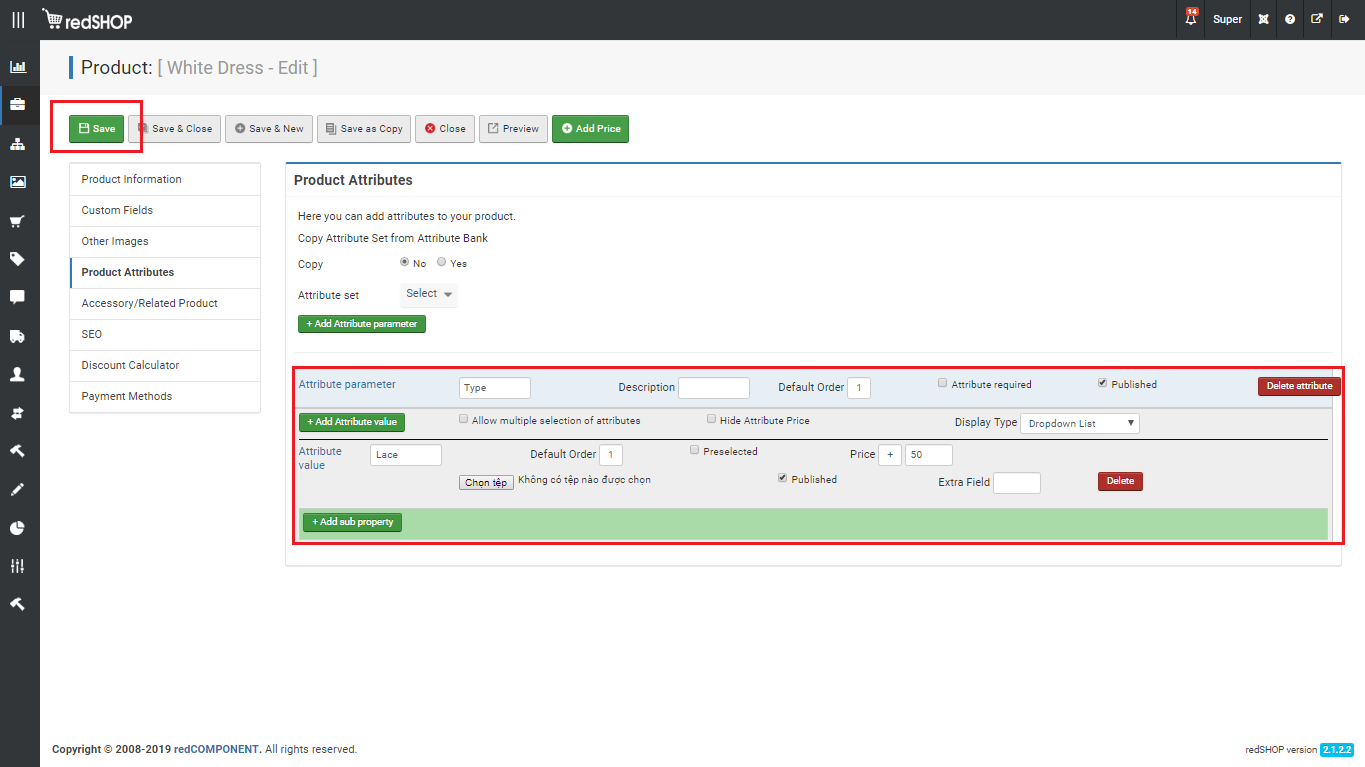 redSHOP
14
Super
Product: [ White Dress - Edit ]
Save
Save & Close
Save & New
Save as Copy
Close
Preview
Add Price
Product Information
Custom Fields
Other Images
Product Attributes
Accessory/Related Product
SEO
Discount Calculator
Payment Methods
Product Attributes
Here you can add attributes to your product.
Copy Attribute Set from Attribute Bank
Copy No Yes
Attribute set Select
+ Add Attribute parameter
Attribute parameter Type Description Default Order 1 Attribute required Published Delete attribute
+ Add Attribute value Allow multiple selection of attributes Hide Attribute Price Display Type Dropdown List
Attribute value Lace Default Order 1 Preselected Price + 50
Chọn tệp Không có tệp nào được chọn Published Extra Field Delete
+ Add sub property
Copyright © 2008-2019 redCOMPONENT. All rights reserved.
redSHOP version 2.1.2.2